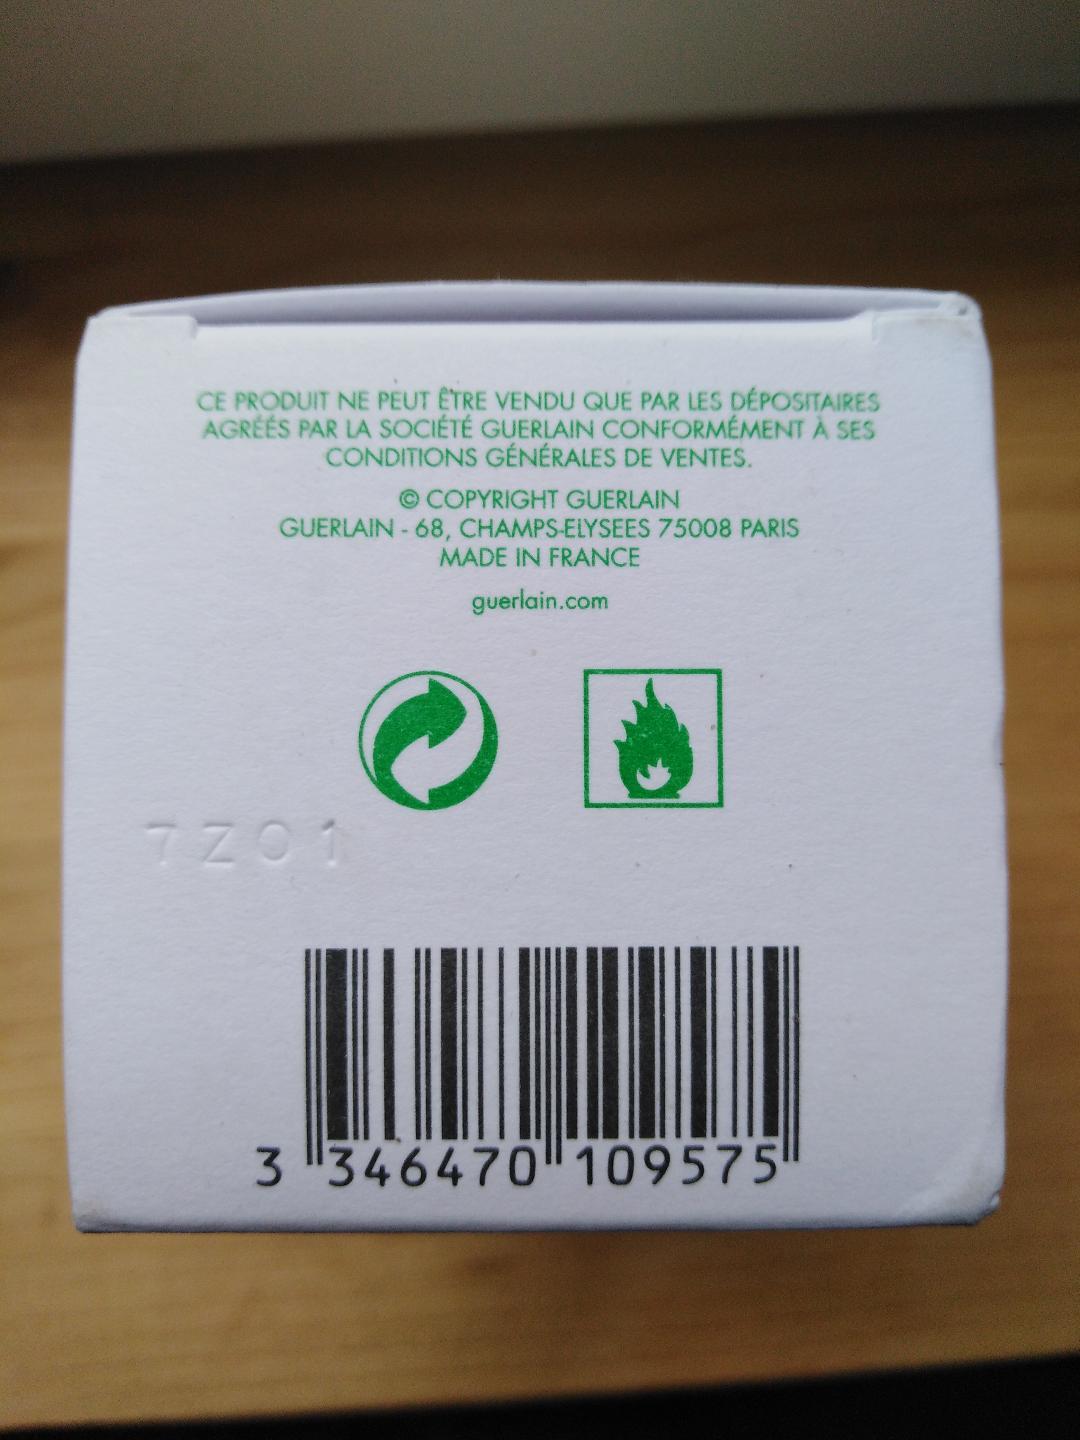 CE PRODUIT NE PEUT ÊTRE VENDU QUE PAR LES DÉPOSITAIRES
AGRÉÉS PAR LA SOCIÉTÉ GUERLAIN CONFORMÉMENT À SES
CONDITIONS GÉNÉRALES DE VENTES.
© COPYRIGHT GUERLAIN
GUERLAIN - 68, CHAMPS-ELYSEES 75008 PARIS
MADE IN FRANCE
guerlain.com
7Z01
3 346470 109575